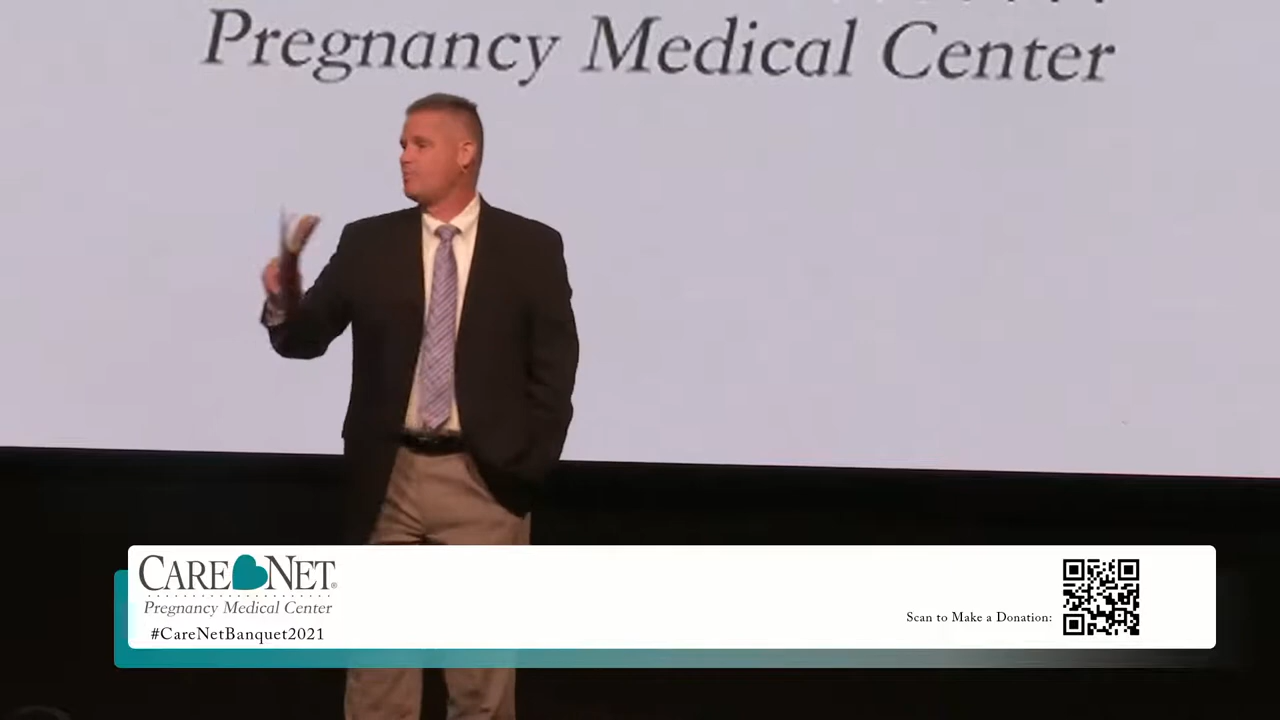 Pregnancy Medical Center
CARE NET®
Pregnancy Medical Center
#CareNetBanquet2021
Scan to Make a Donation: